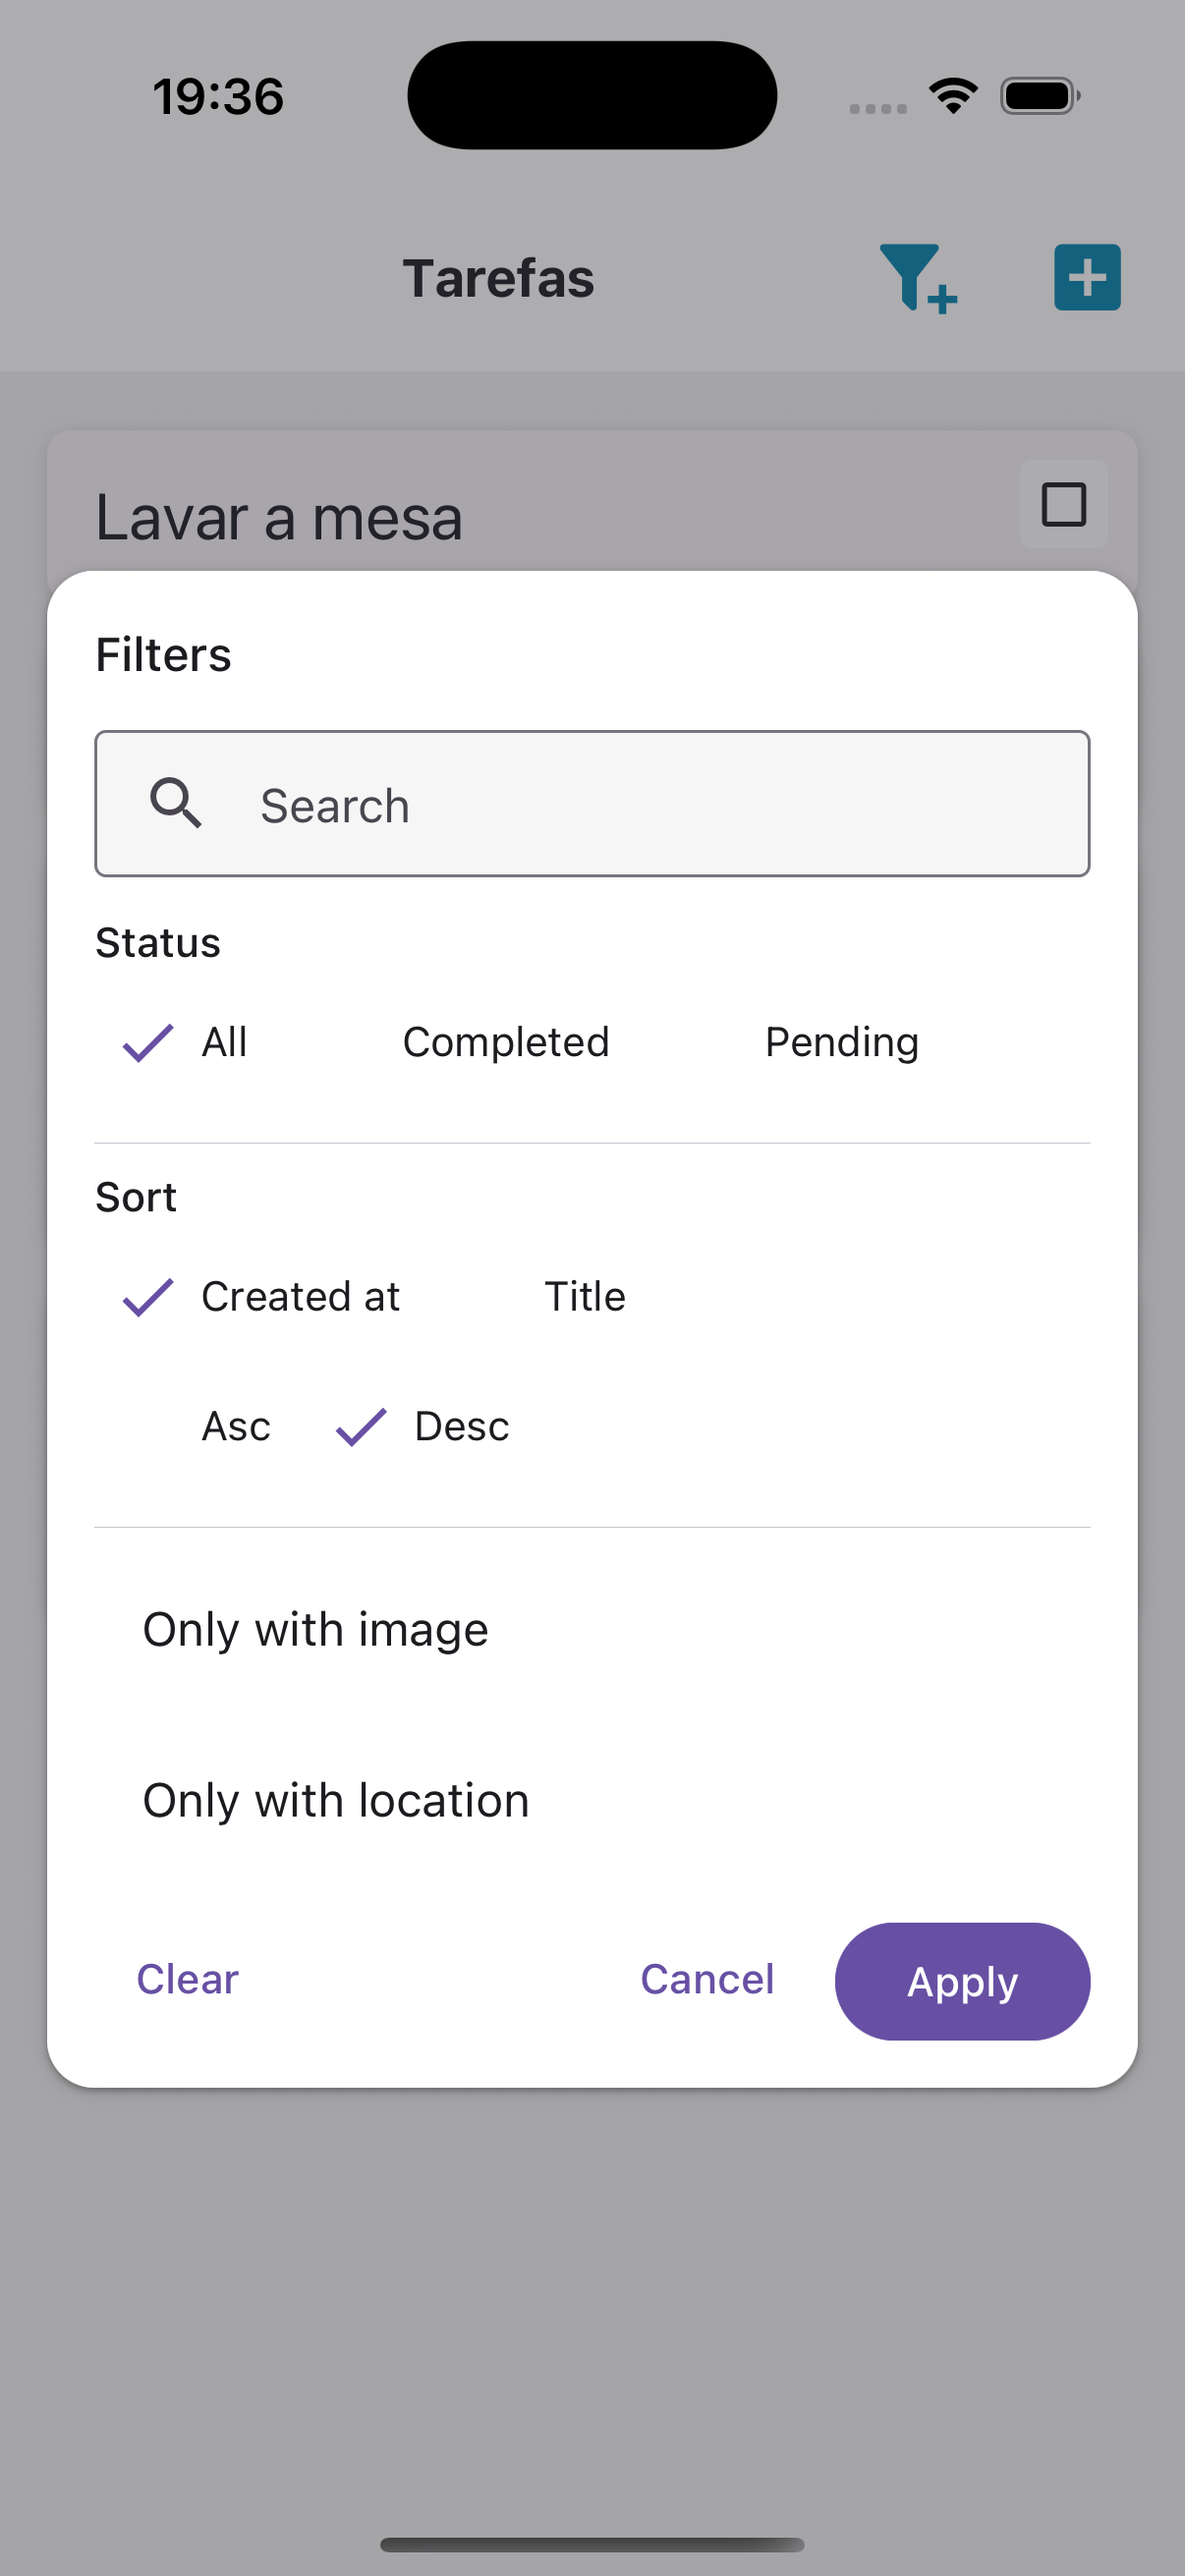 19:36
Tarefas
Lavar a mesa
Filters
Search
Status
All Completed Pending
Sort
Created at Title
Asc Desc
Only with image
Only with location
Clear Cancel Apply